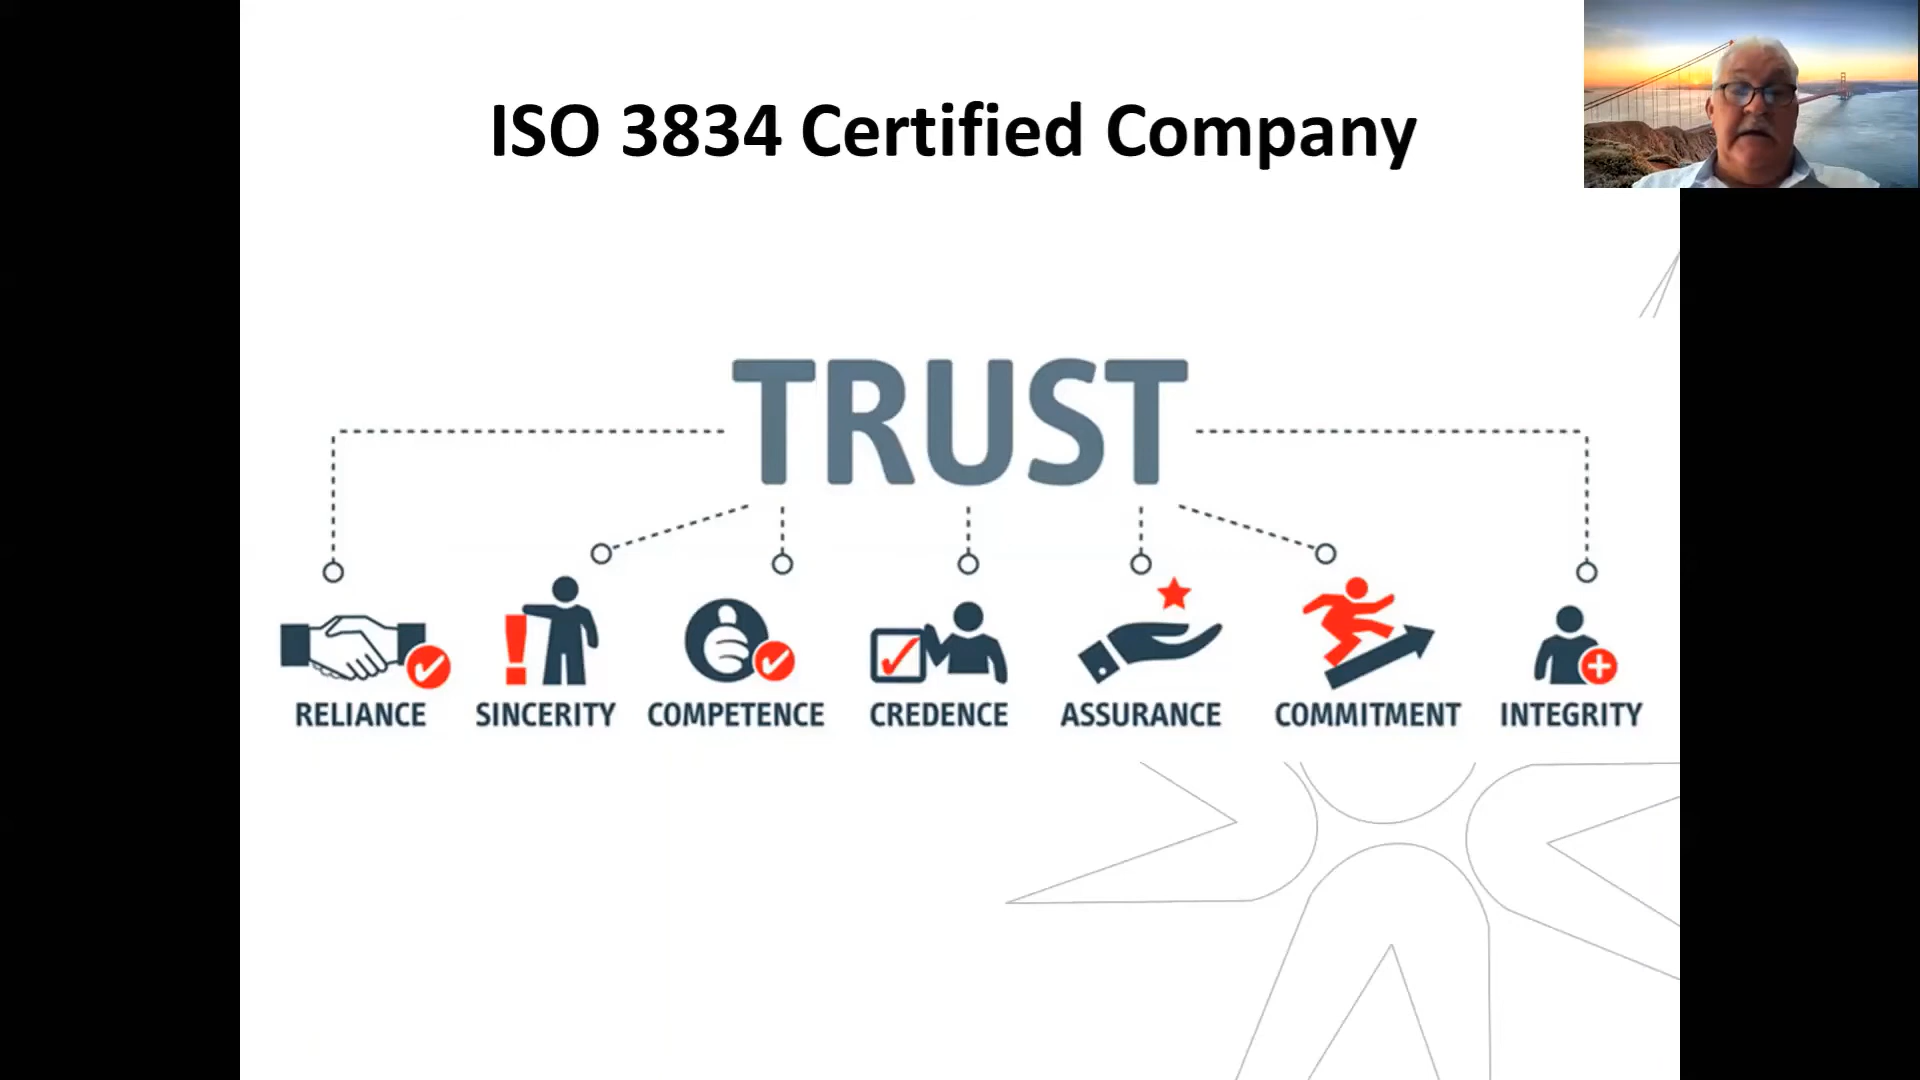 ISO 3834 Certified Company
TRUST
RELIANCE
SINCERITY
COMPETENCE
CREDENCE
ASSURANCE
COMMITMENT
INTEGRITY